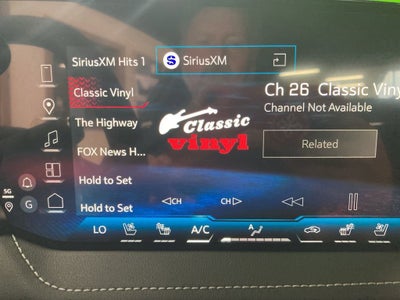 SiriusXM Hits 1
S SiriusXM
Classic Vinyl
Ch 26 Classic Viny
Channel Not Available
The Highway
Classic
vinyl
FOX News H...
Related
Hold to Set
Hold to Set
5G
G
◁CH
CH▷
LO
A/C
A